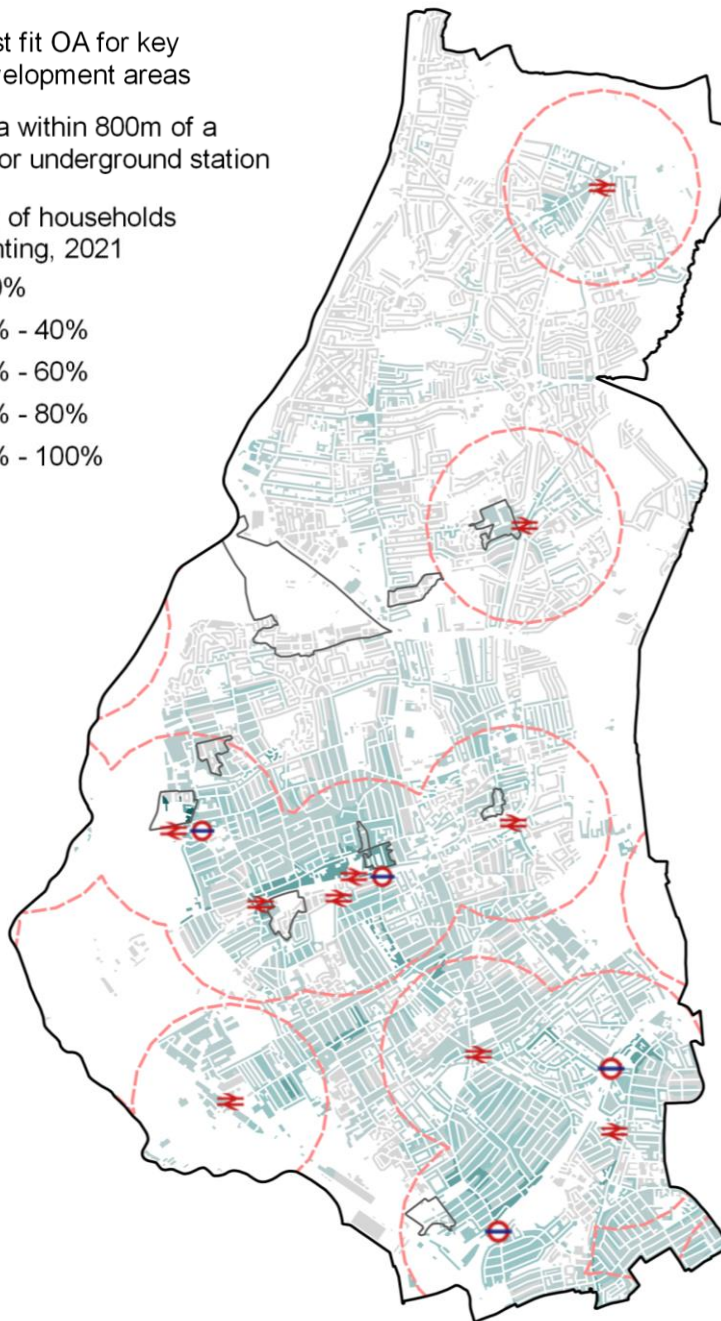 st fit OA for key
velopment areas
a within 800m of a
or underground station
of households
nting, 2021
0%
% - 40%
% - 60%
% - 80%
% - 100%